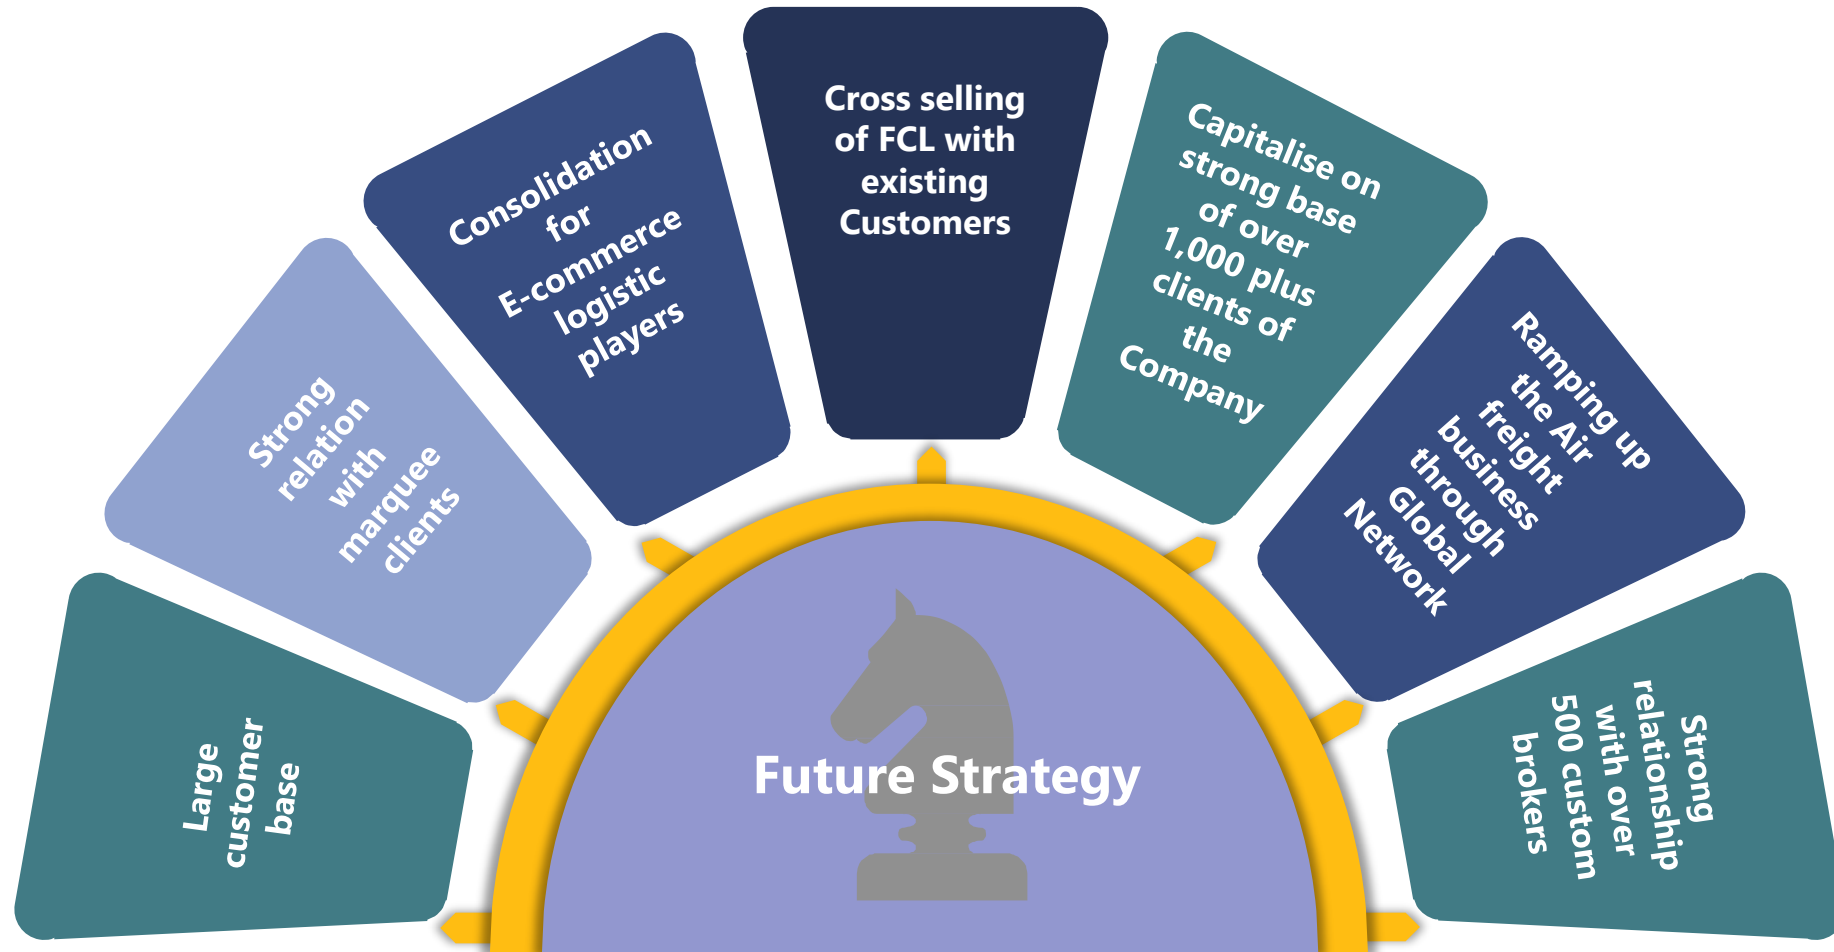 Large
customer
base
Strong
relation
with
marquee
clients
Consolidation
for
E-commerce
logistic
players
Cross selling
of FCL with
existing
Customers
Capitalise on
strong base
of over
1,000 plus
clients of
the
Company
Ramping up
the Air
freight
business
through
Global
Network
Strong
relationship
with over
500 custom
brokers
Future Strategy